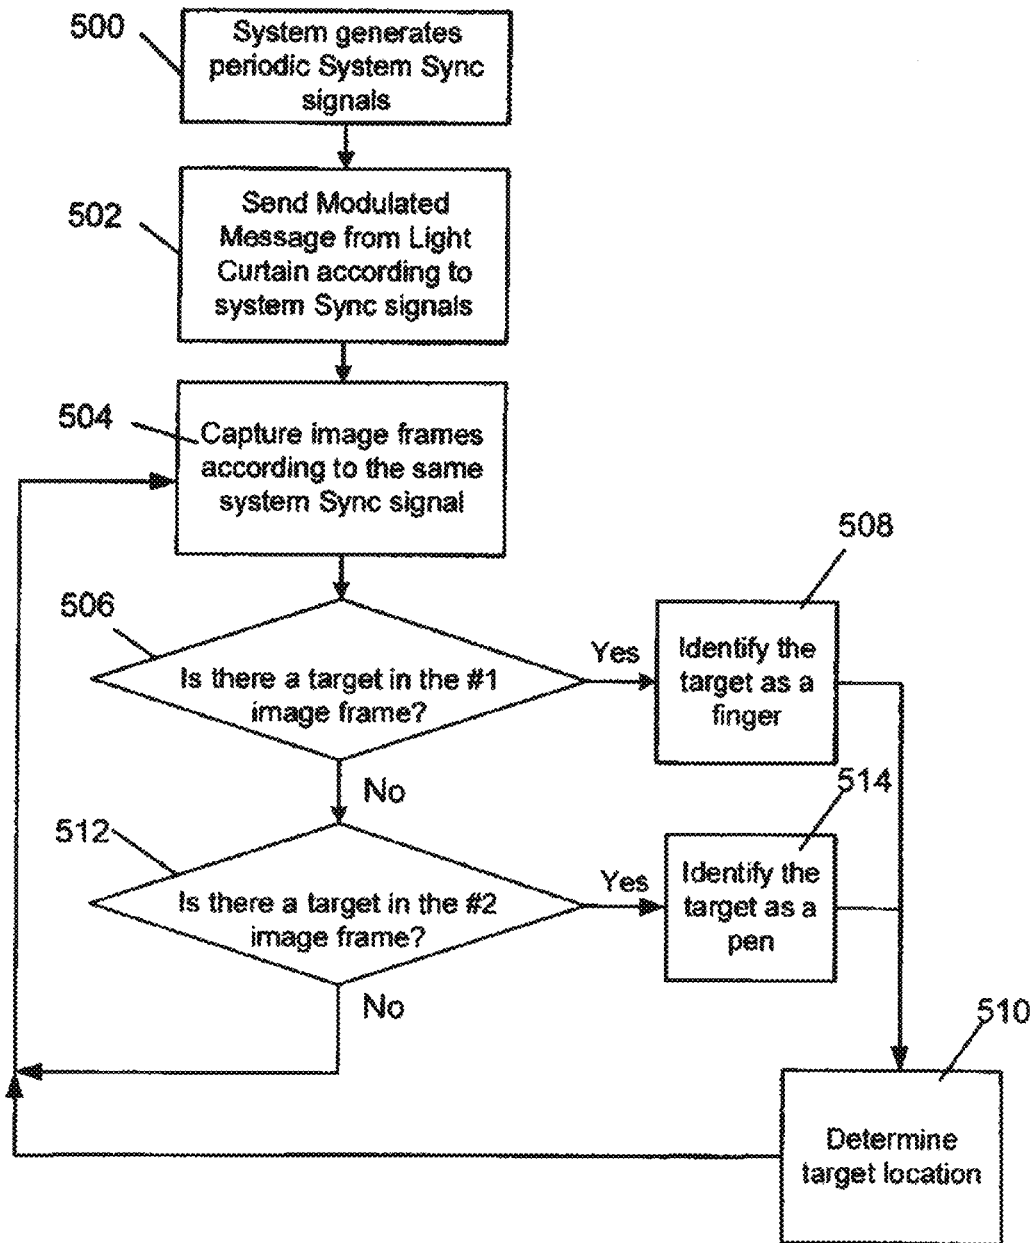 500
System generates
periodic System Sync
signals
502
Send Modulated
Message from Light
Curtain according to
system Sync signals
504
Capture image frames
according to the same
system Sync signal
506
Is there a target in the #1
image frame?
Yes
508
Identify the
target as a
finger
No
512
Is there a target in the #2
image frame?
Yes
514
Identify the
target as a
pen
No
510
Determine
target location